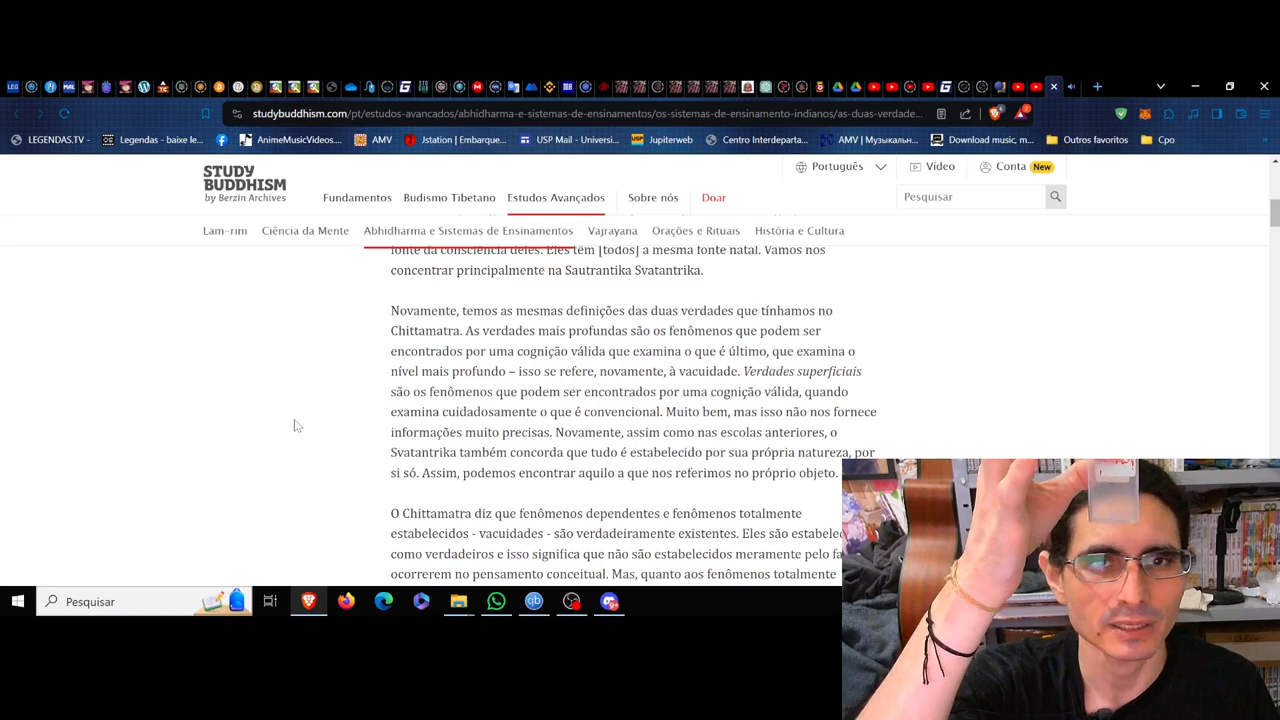 LEG
MAL
studybuddhism.com/pt/estudos-avançados/abhidharma-e-sistemas-de-ensinamentos/os-sistemas-de-ensinamento-indianos/as-duas-verdade...
LEGENDAS.TV -
Legendas - baixe le...
AnimeMusicVideos....
AMV
Jstation | Embarque...
USP Mail - Universi...
Jupiterweb
Centro Interdeparta...
AMV | Музыкальн...
Download music, m...
Outros favoritos
Cpo
STUDY
BUDDHISM
by Berzin Archives
Português
Vídeo
Conta New
Fundamentos
Budismo Tibetano
Estudos Avançados
Sobre nós
Doar
Pesquisar
Lam-rim
Ciência da Mente
Abhidharma e Sistemas de Ensinamentos
Vajrayana
Orações e Rituais
História e Cultura
fonte da consciência deles. Eles têm [todos] a mesma fonte natal. Vamos nos
concentrar principalmente na Sautrantika Svatantrika.
Novamente, temos as mesmas definições das duas verdades que tínhamos no
Chittamatra. As verdades mais profundas são os fenômenos que podem ser
encontrados por uma cognição válida que examina o que é último, que examina o
nível mais profundo – isso se refere, novamente, à vacuidade. Verdades superficiais
são os fenômenos que podem ser encontrados por uma cognição válida, quando
examina cuidadosamente o que é convencional. Muito bem, mas isso não nos fornece
informações muito precisas. Novamente, assim como nas escolas anteriores, o
Svatantrika também concorda que tudo é estabelecido por sua própria natureza, por
si só. Assim, podemos encontrar aquilo a que nos referimos no próprio objeto.
O Chittamatra diz que fenômenos dependentes e fenômenos totalmente
estabelecidos - vacuidades - são verdadeiramente existentes. Eles são estabelec
como verdadeiros e isso significa que não são estabelecidos meramente pelo fa
ocorrerem no pensamento conceitual. Mas, quanto aos fenômenos totalmente
Pesquisar